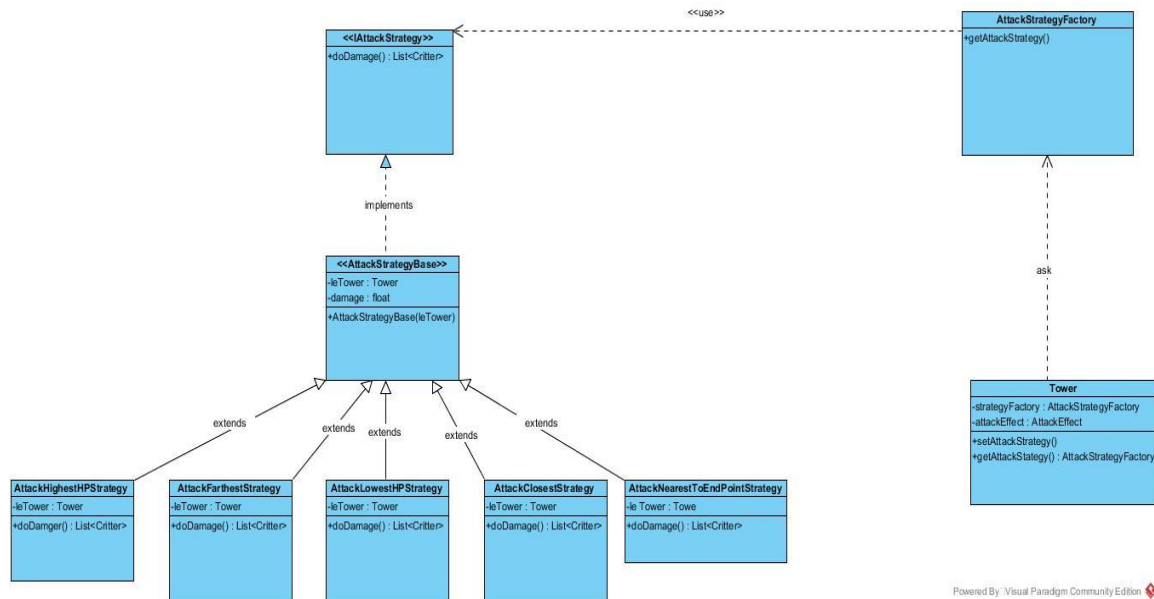 <<use>>
<<IAttackStrategy>>
+doDamage() : List<Critter>
AttackStrategyFactory
+getAttackStrategy()
implements
ask
<<AttackStrategyBase>>
-leTower : Tower
-damage : float
+AttackStrategyBase(leTower)
Tower
-strategyFactory : AttackStrategyFactory
-attackEffect : AttackEffect
+setAttackStrategy()
+getAttackStategy() : AttackStrategyFactory
extends
extends
extends
extends
extends
AttackHighestHPStrategy
-leTower : Tower
+doDamger() : List<Critter>
AttackFarthestStrategy
-leTower : Tower
+doDamage() : List<Critter>
AttackLowestHPStrategy
-leTower : Tower
+doDamage() : List<Critter>
AttackClosestStrategy
-leTower : Tower
+doDamage() : List<Critter>
AttackNearestToEndPointStrategy
-le Tower : Towe
+doDamage() : List<Critter>
Powered By Visual Paradigm Community Edition